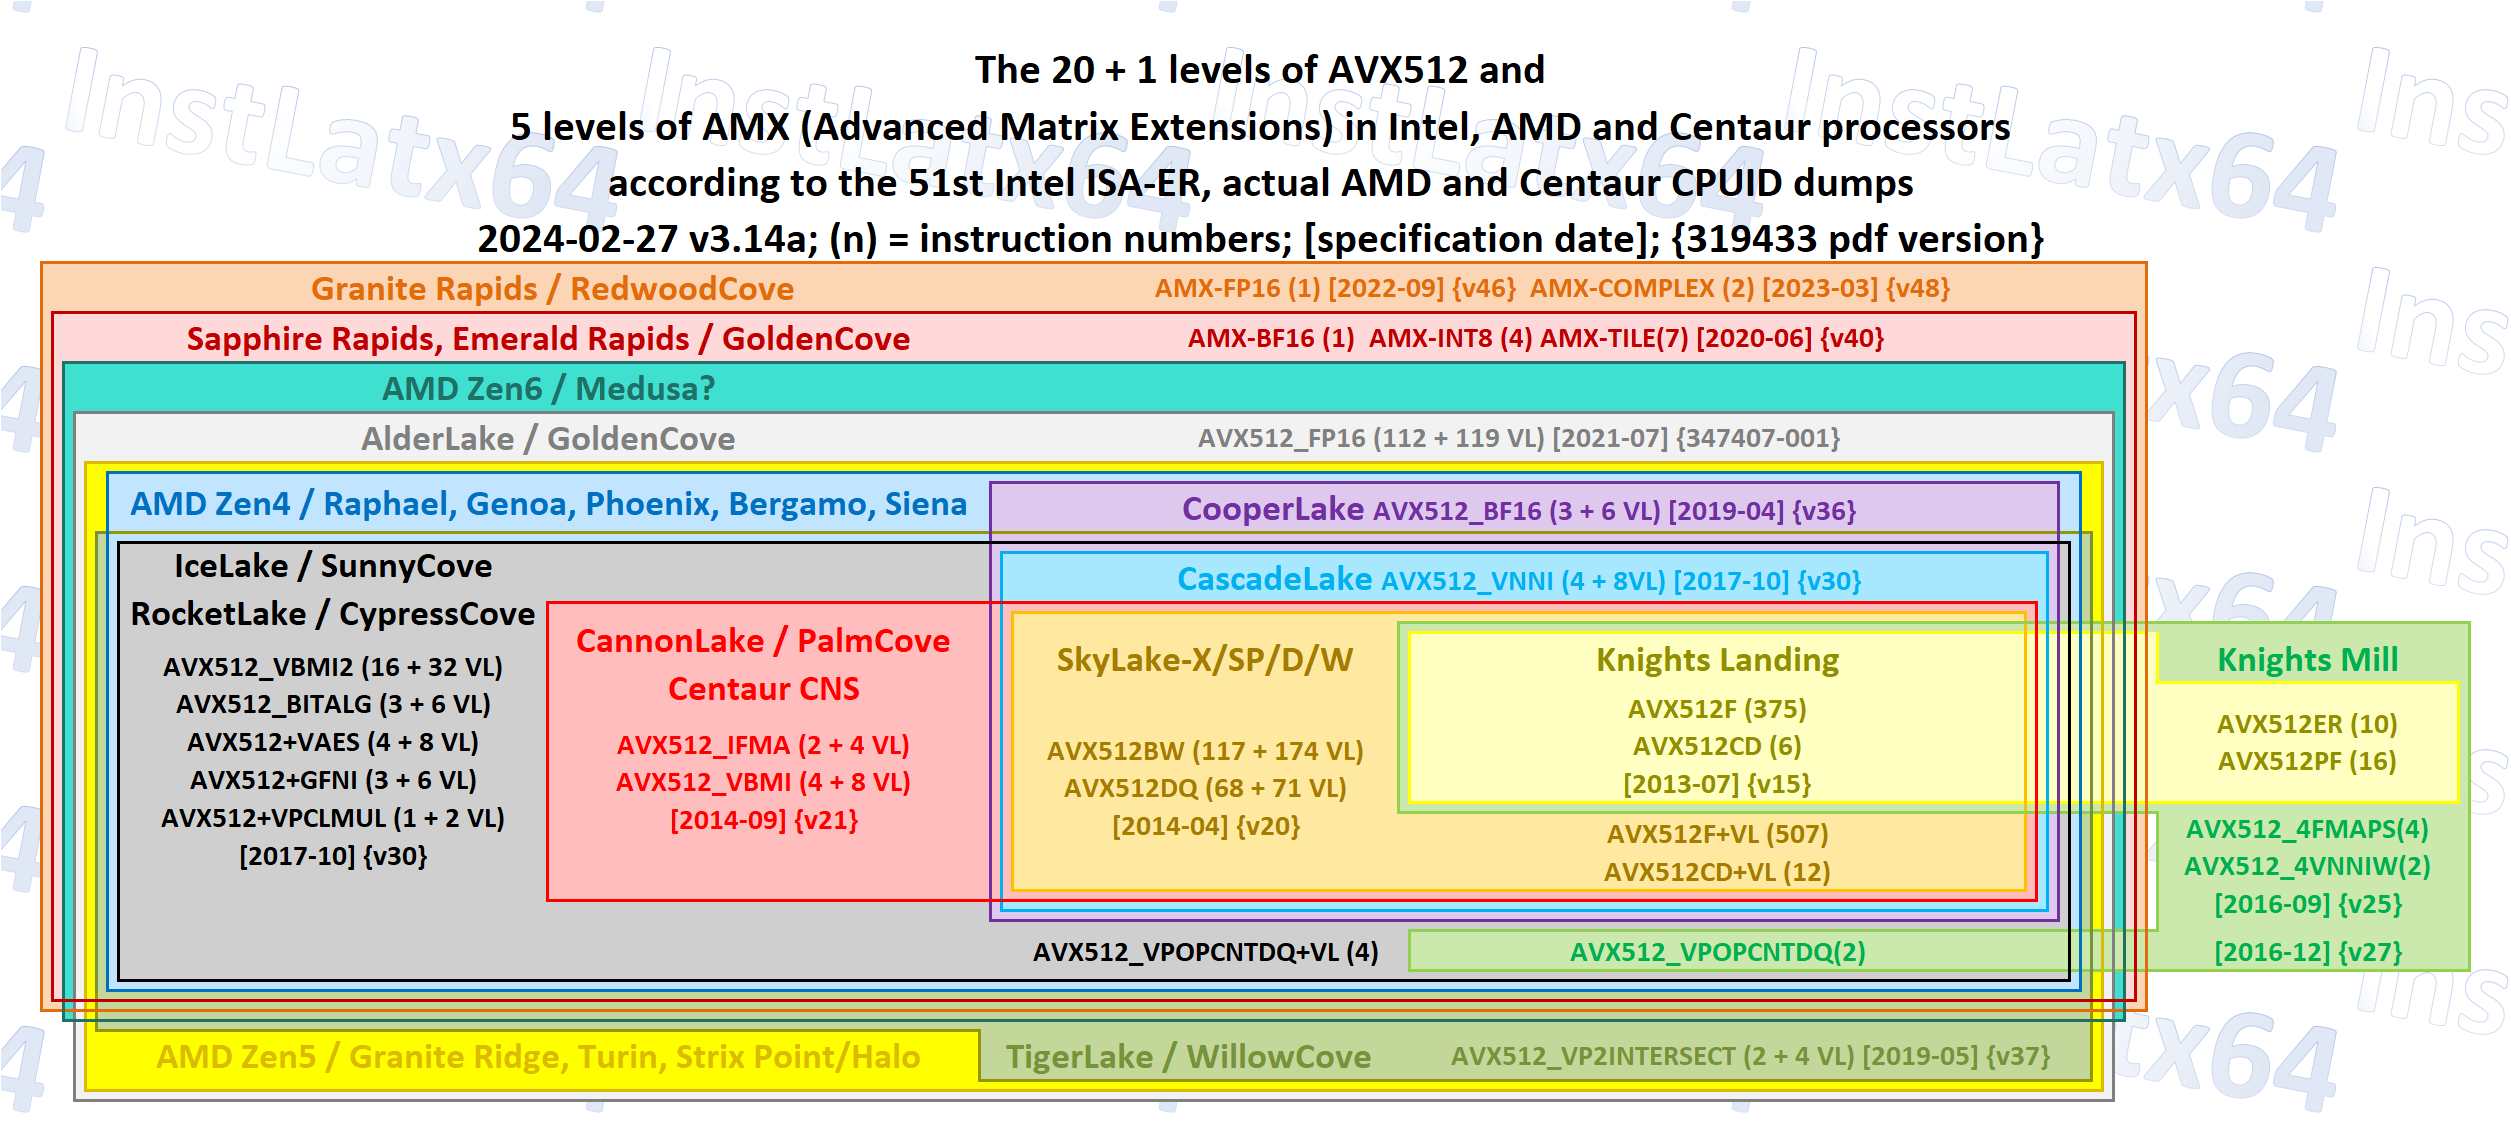 The 20 + 1 levels of AVX512 and
5 levels of AMX (Advanced Matrix Extensions) in Intel, AMD and Centaur processors
according to the 51st Intel ISA-ER, actual AMD and Centaur CPUID dumps
2024-02-27 v3.14a; (n) = instruction numbers; [specification date]; {319433 pdf version}
Granite Rapids / RedwoodCove AMX-FP16 (1) [2022-09] {v46} AMX-COMPLEX (2) [2023-03] {v48}
Sapphire Rapids, Emerald Rapids / GoldenCove AMX-BF16 (1) AMX-INT8 (4) AMX-TILE(7) [2020-06] {v40}
AMD Zen6 / Medusa?
AlderLake / GoldenCove AVX512_FP16 (112 + 119 VL) [2021-07] {347407-001}
AMD Zen4 / Raphael, Genoa, Phoenix, Bergamo, Siena
CooperLake AVX512_BF16 (3 + 6 VL) [2019-04] {v36}
IceLake / SunnyCove
RocketLake / CypressCove
AVX512_VBMI2 (16 + 32 VL)
AVX512_BITALG (3 + 6 VL)
AVX512+VAES (4 + 8 VL)
AVX512+GFNI (3 + 6 VL)
AVX512+VPCLMUL (1 + 2 VL)
[2017-10] {v30}
CascadeLake AVX512_VNNI (4 + 8VL) [2017-10] {v30}
CannonLake / PalmCove
Centaur CNS
AVX512_IFMA (2 + 4 VL)
AVX512_VBMI (4 + 8 VL)
[2014-09] {v21}
SkyLake-X/SP/D/W
AVX512BW (117 + 174 VL)
AVX512DQ (68 + 71 VL)
[2014-04] {v20}
Knights Landing
AVX512F (375)
AVX512CD (6)
[2013-07] {v15}
AVX512F+VL (507)
AVX512CD+VL (12)
Knights Mill
AVX512ER (10)
AVX512PF (16)
AVX512_4FMAPS(4)
AVX512_4VNNIW(2)
[2016-09] {v25}
AVX512_VPOPCNTDQ+VL (4)
AVX512_VPOPCNTDQ(2)
[2016-12] {v27}
AMD Zen5 / Granite Ridge, Turin, Strix Point/Halo
TigerLake / WillowCove AVX512_VP2INTERSECT (2 + 4 VL) [2019-05] {v37}
InstLatx64
InstLatx64
InstLatx64
InstLatx64